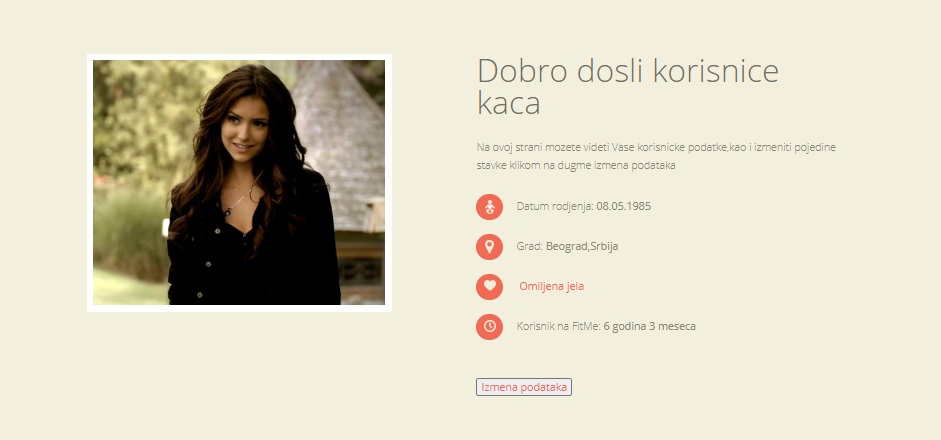 Dobro dosli korisnice
kaca
Na ovoj strani mozete videti Vase korisnicke podatke,kao i izmeniti pojedine
stavke klikom na dugme izmena podataka
Datum rodjenja: 08.05.1985
Grad: Beograd,Srbija
Omiljena jela
Korisnik na FitMe: 6 godina 3 meseca
Izmena podataka